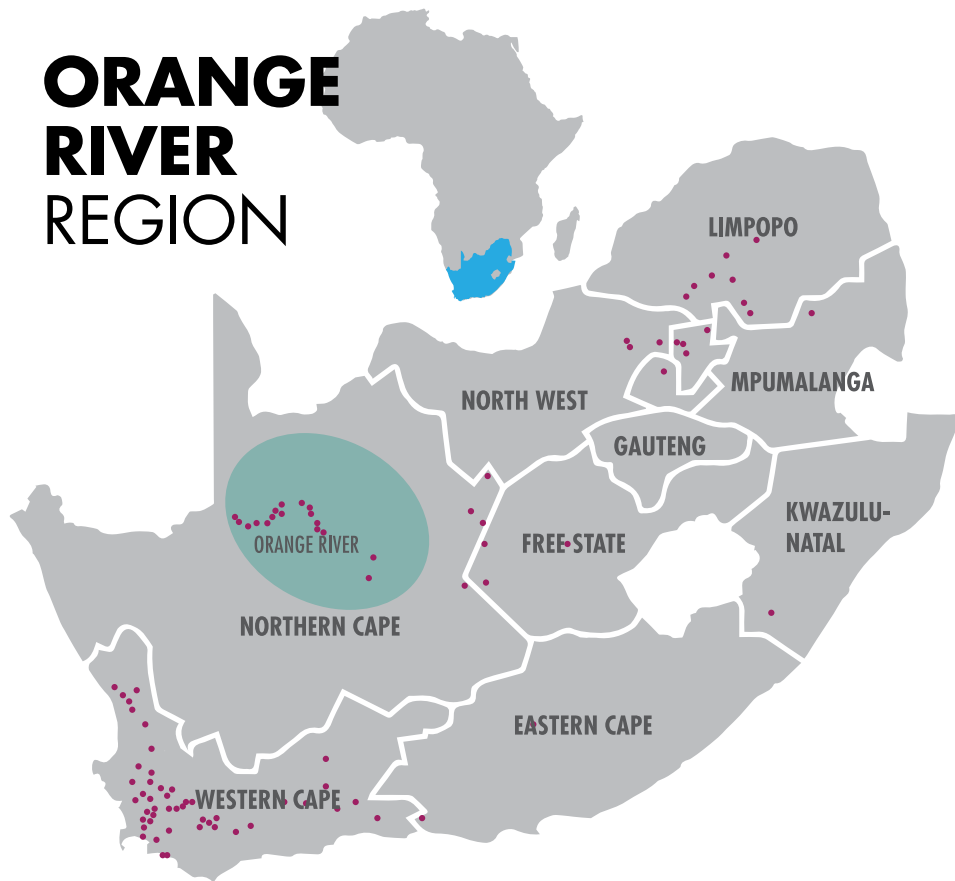 ORANGE
RIVER
REGION
LIMPOPO
NORTH WEST
MPUMALANGA
GAUTENG
KWAZULU-
NATAL
ORANGE RIVER
FREE STATE
NORTHERN CAPE
EASTERN CAPE
WESTERN CAPE